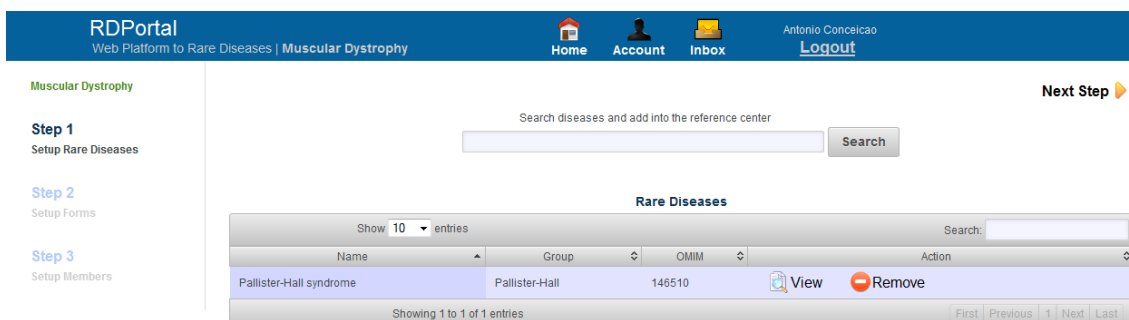 RDPortal
Web Platform to Rare Diseases | Muscular Dystrophy
Home Account Inbox
Antonio Conceicao
Logout
Muscular Dystrophy
Next Step
Step 1
Setup Rare Diseases
Step 2
Setup Forms
Step 3
Setup Members
Search diseases and add into the reference center
Search
Rare Diseases
Show 10 entries Search:
Name Group OMIM Action
Pallister-Hall syndrome Pallister-Hall 146510 View Remove
Showing 1 to 1 of 1 entries First Previous 1 Next Last